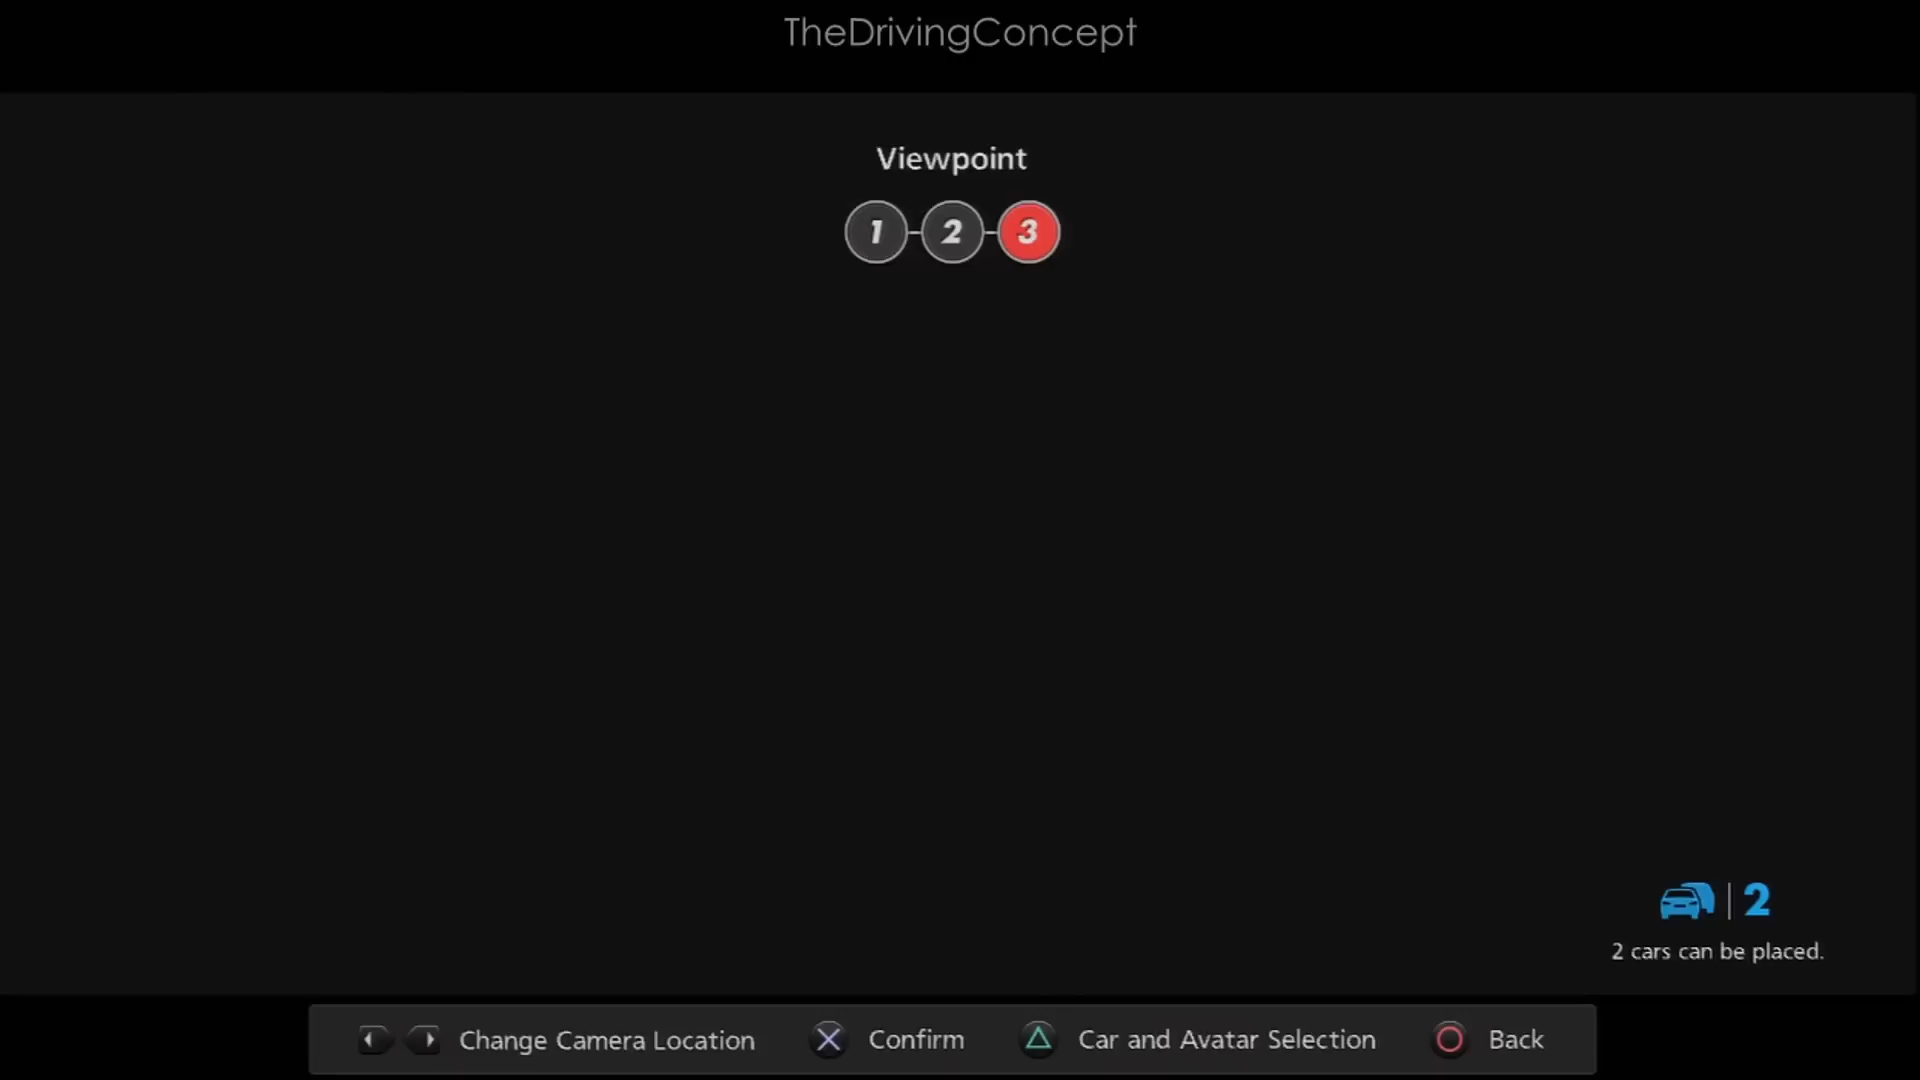 TheDrivingConcept
Viewpoint
1 2 3
2
2 cars can be placed.
Change Camera Location Confirm Car and Avatar Selection Back